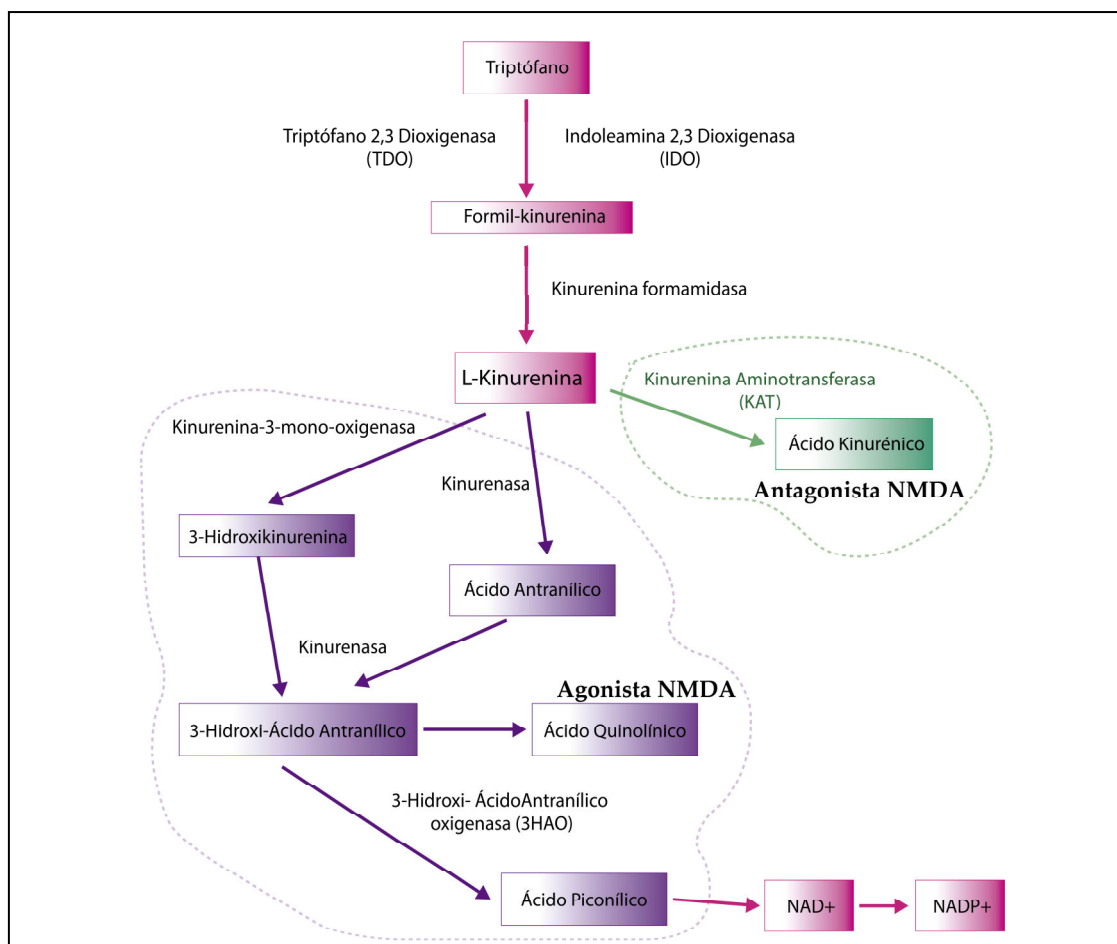 Triptófano
Triptófano 2,3 Dioxigenasa
(TDO)
Indoleamina 2,3 Dioxigenasa
(IDO)
Formil-kinurenina
Kinurenina formamidasa
L-Kinurenina
Kinurenina Aminotransferasa
(KAT)
Ácido Kinurénico
Antagonista NMDA
Kinurenina-3-mono-oxigenasa
Kinurenasa
3-Hidroxikinurenina
Ácido Antranílico
Kinurenasa
Agonista NMDA
3-Hidroxi-Ácido Antranílico
Ácido Quinolínico
3-Hidroxi- ÁcidoAntranílico
oxigenasa (3HAO)
Ácido Piconílico
NAD+
NADP+